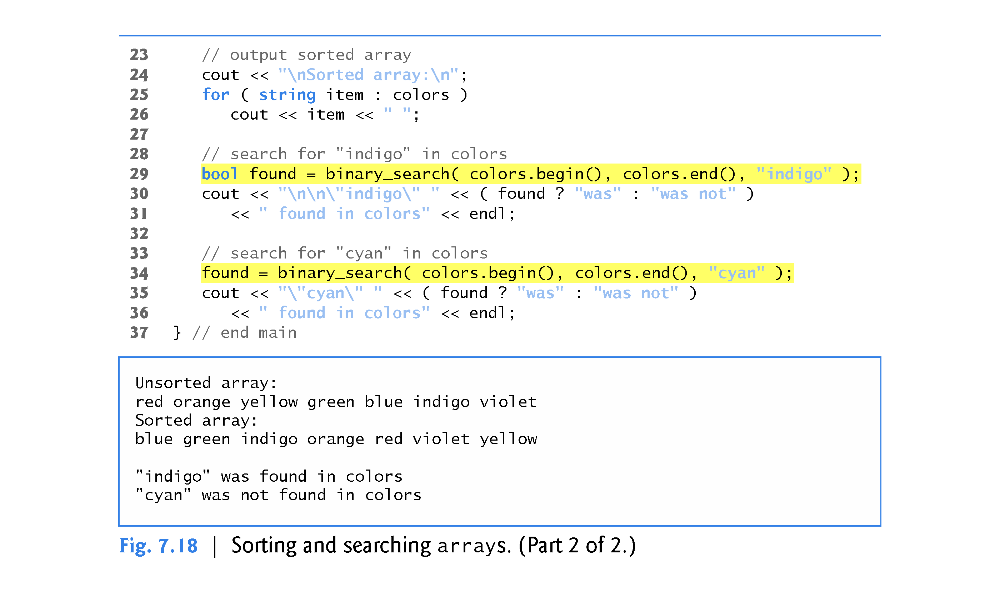 23 // output sorted array
24 cout << "\nSorted array:\n";
25 for ( string item : colors )
26 cout << item << " ";
27
28 // search for "indigo" in colors
29 bool found = binary_search( colors.begin(), colors.end(), "indigo" );
30 cout << "\n\n\"indigo\" " << ( found ? "was" : "was not" )
31 << " found in colors" << endl;
32
33 // search for "cyan" in colors
34 found = binary_search( colors.begin(), colors.end(), "cyan" );
35 cout << "\"cyan\" " << ( found ? "was" : "was not" )
36 << " found in colors" << endl;
37 } // end main
Unsorted array:
red orange yellow green blue indigo violet
Sorted array:
blue green indigo orange red violet yellow
"indigo" was found in colors
"cyan" was not found in colors
Fig. 7.18 | Sorting and searching arrays. (Part 2 of 2.)